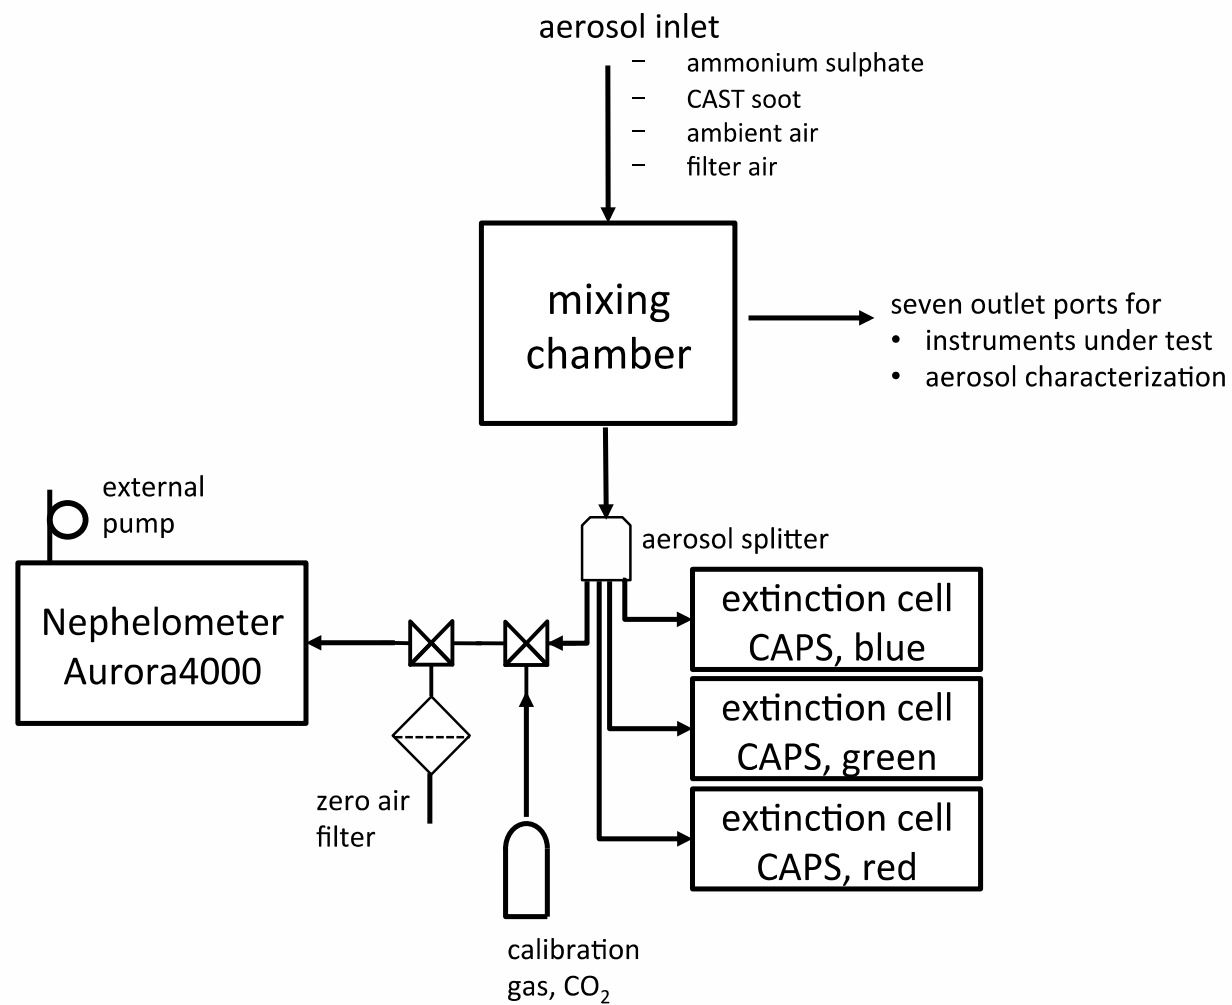 aerosol inlet
– ammonium sulphate
– CAST soot
– ambient air
– filter air
mixing
chamber
seven outlet ports for
• instruments under test
• aerosol characterization
external
pump
aerosol splitter
Nephelometer
Aurora4000
extinction cell
CAPS, blue
extinction cell
CAPS, green
extinction cell
CAPS, red
zero air
filter
calibration
gas, CO₂